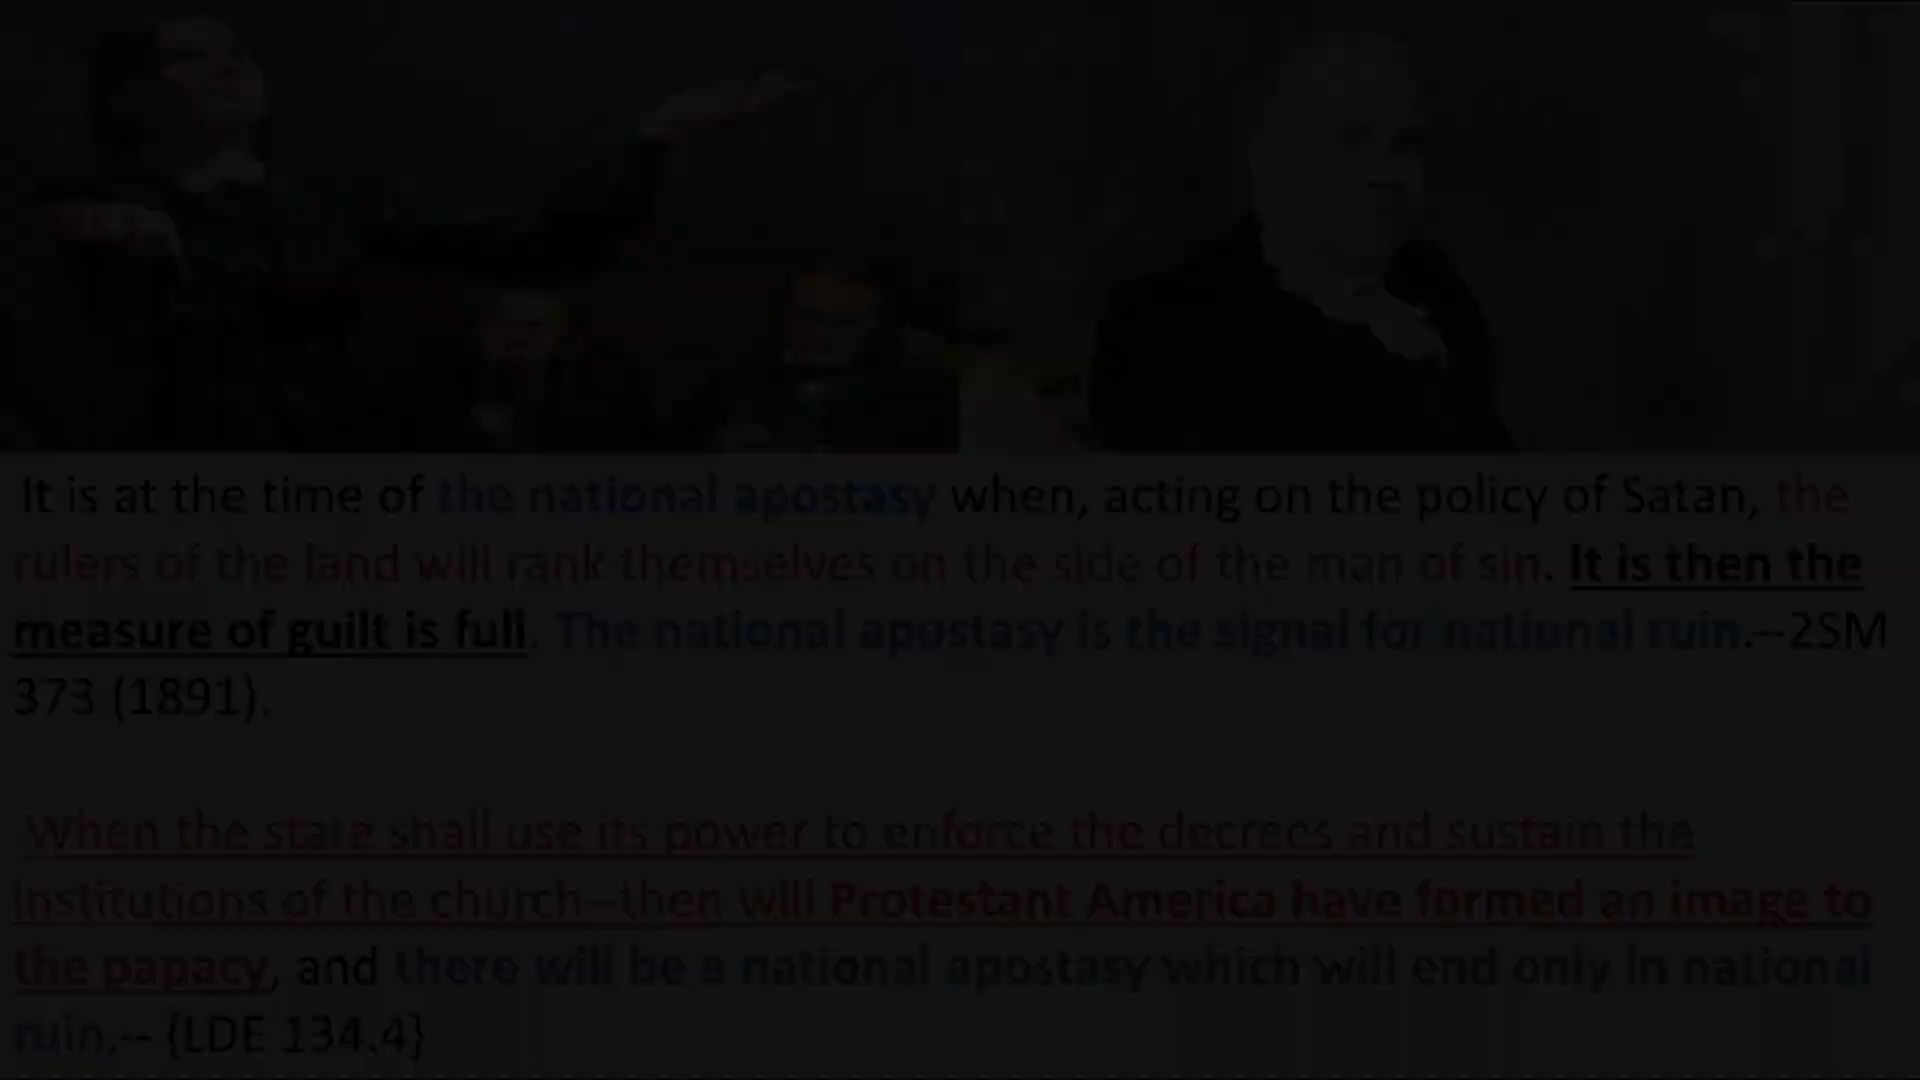 It is at the time of the national apostasy when, acting on the policy of Satan, the
rulers of the land will rank themselves on the side of the man of sin. It is then the
measure of guilt is full. The national apostasy is the signal for national ruin.--2SM
373 (1891).
When the state shall use its power to enforce the decrees and sustain the
institutions of the church—then will Protestant America have formed an image to
the papacy, and there will be a national apostasy which will end only in national
ruin.-- {LDE 134.4}